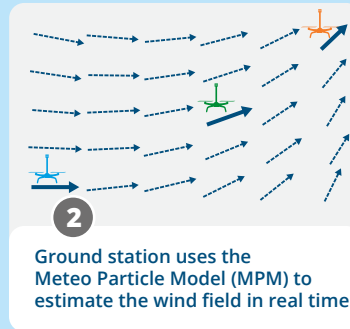 2
Ground station uses the
Meteo Particle Model (MPM) to
estimate the wind field in real time